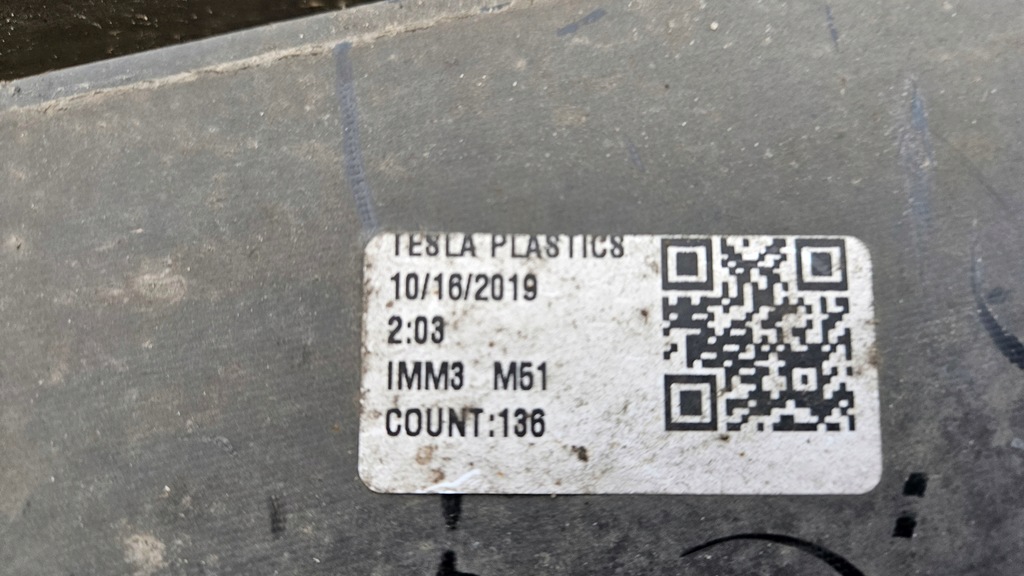 TESLA PLASTICS
10/16/2019
2:03
IMM3 M51
COUNT:136